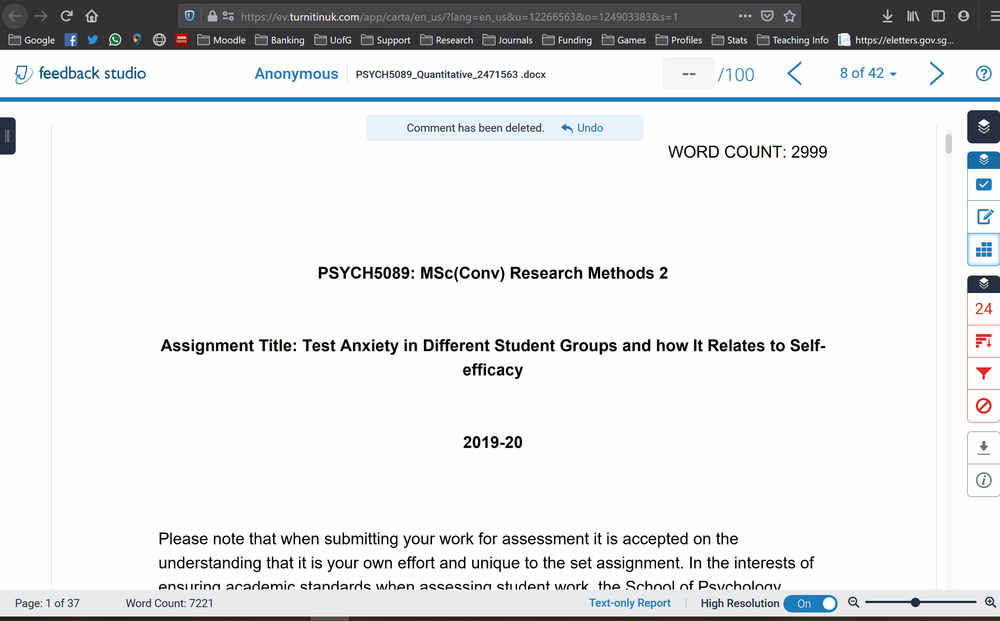 https://ev.turnitinuk.com/app/carta/en_us/?lang=en_us&u=12266563&o=124903383&s=1
Google BBC NEWS Moodle Banking UofG Support Research Journals Funding Games Profiles Stats Teaching Info https://eletters.gov.sg...
feedback studio Anonymous PSYCH5089_Quantitative_2471563 .docx -- /100 8 of 42
Comment has been deleted. Undo
WORD COUNT: 2999
PSYCH5089: MSc(Conv) Research Methods 2
Assignment Title: Test Anxiety in Different Student Groups and how It Relates to Self-
efficacy
2019-20
Please note that when submitting your work for assessment it is accepted on the
understanding that it is your own effort and unique to the set assignment. In the interests of
ensuring academic standards when assessing student work, the School of Psychology
24
Page: 1 of 37 Word Count: 7221 Text-only Report High Resolution On